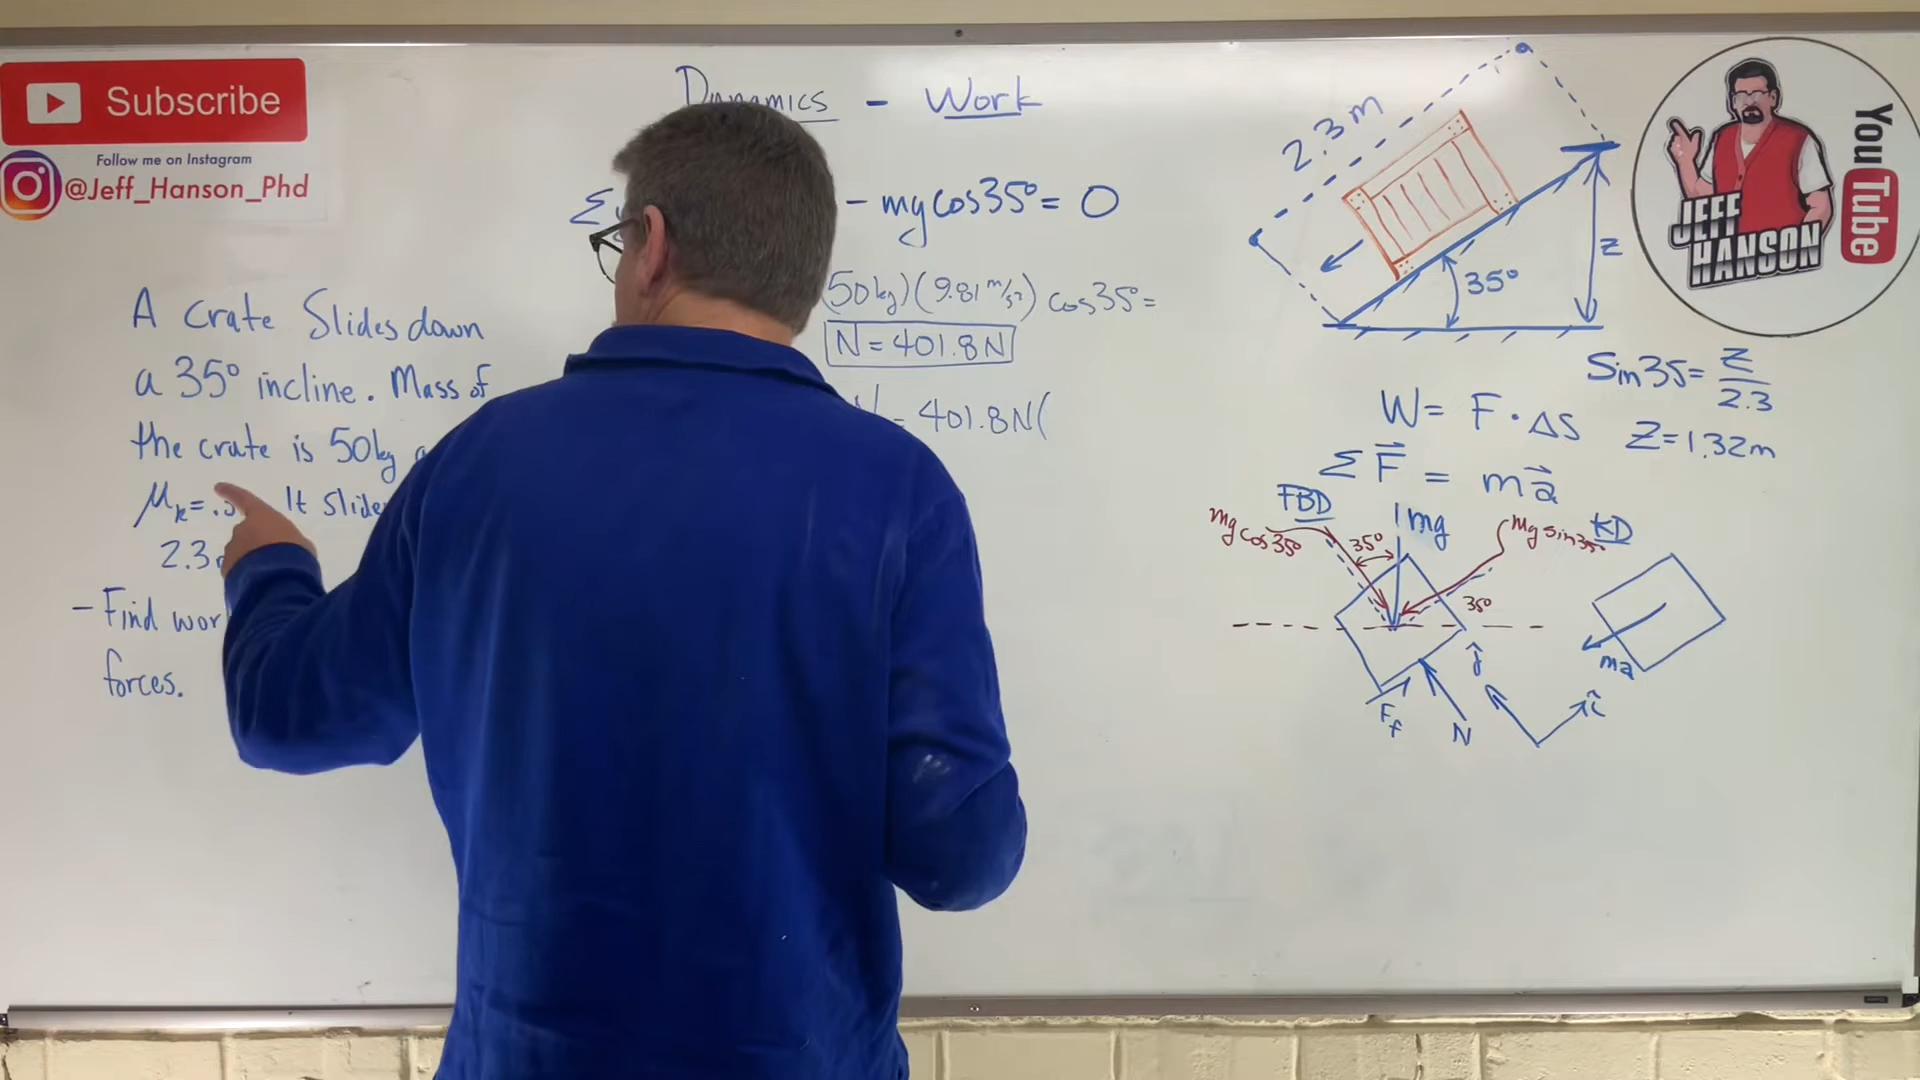 Subscribe
Follow me on Instagram
@Jeff_Hanson_Phd
Dynamics - Work
- mg cos35° = 0
(50kg)(9.81 m/s²) cos35° =
N = 401.8N
= 401.8N(
A crate Slides down
a 35° incline. Mass of
the crate is 50kg
μk = . It slides
2.3
- Find
forces.
2.3 m
35°
z
Sin35 = z/2.3
W = F · ΔS
Z = 1.32m
ΣF⃗ = ma⃗
FBD
mg
mg cos35°
35°
mg sin35°
KD
35°
ĵ
ma
î
Ff
N
JEFF
HANSON
YouTube